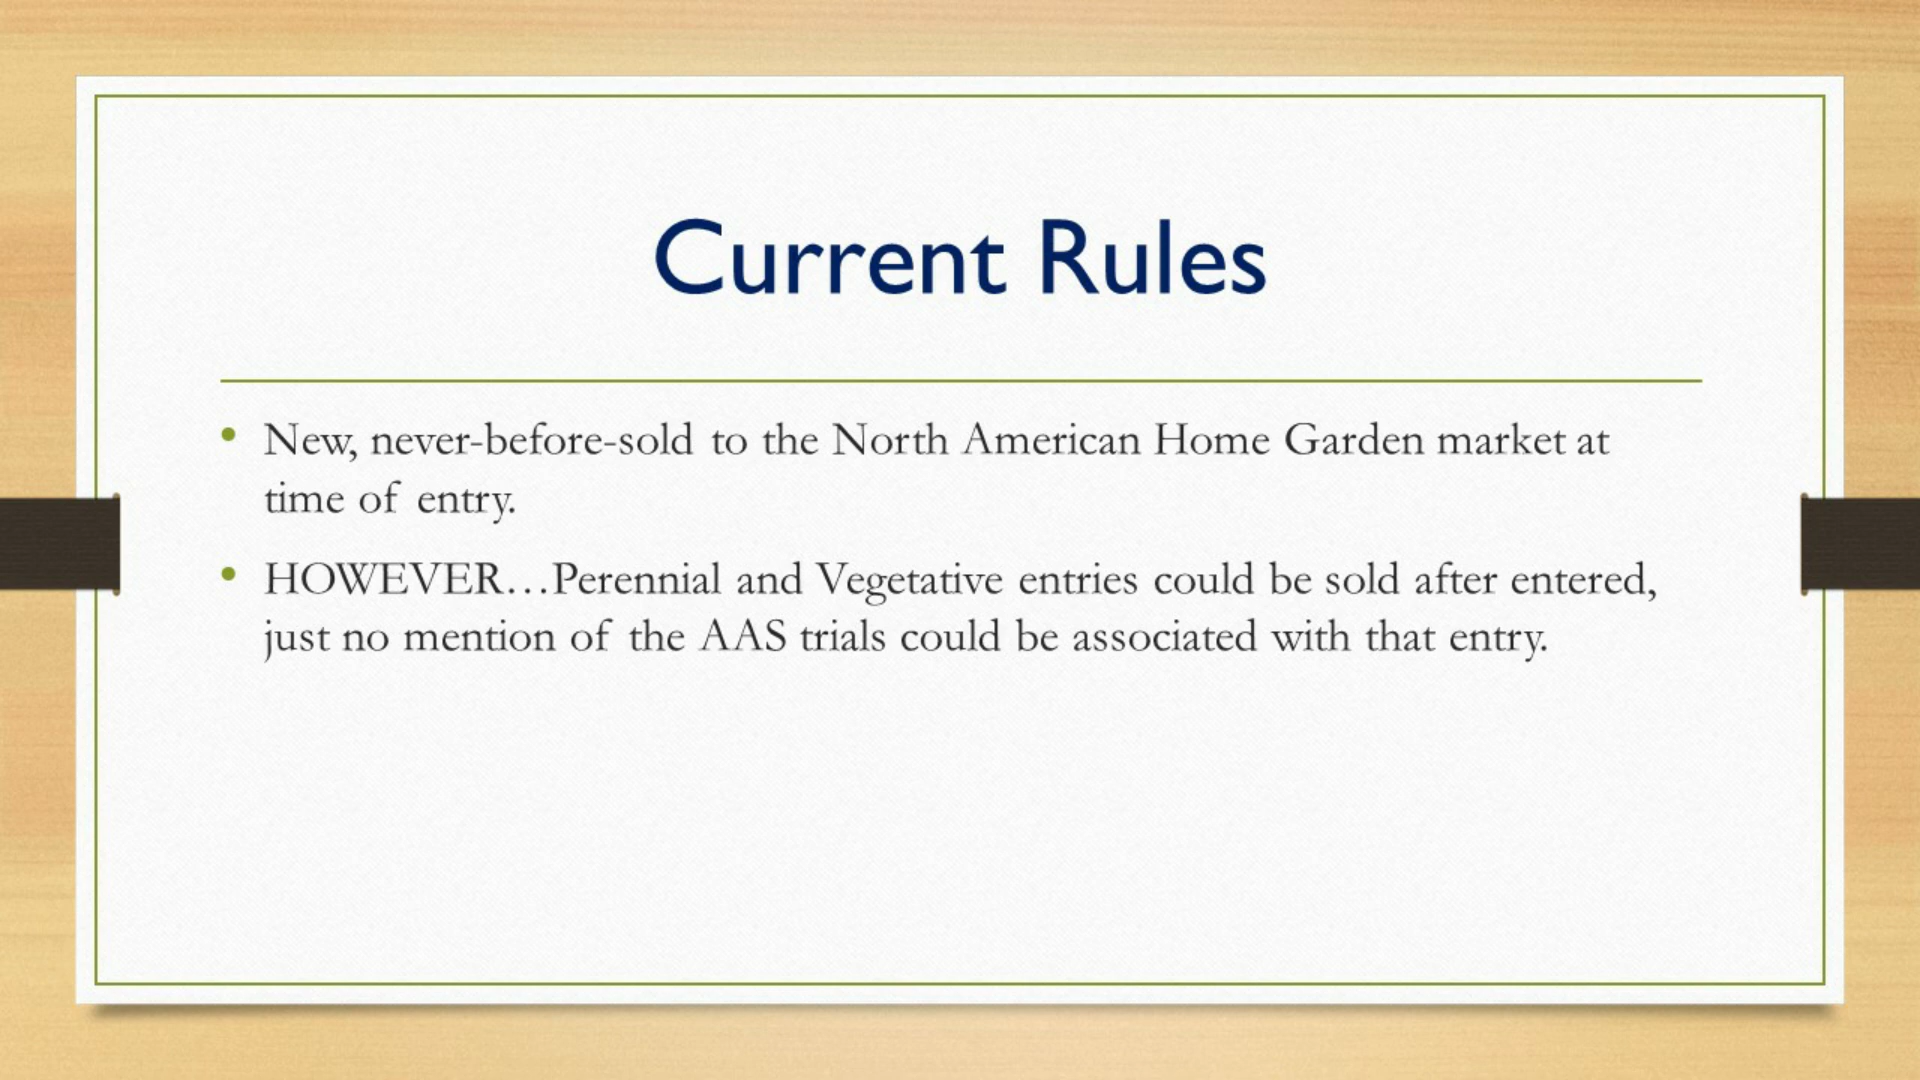 Current Rules
• New, never-before-sold to the North American Home Garden market at
time of entry.
• HOWEVER…Perennial and Vegetative entries could be sold after entered,
just no mention of the AAS trials could be associated with that entry.